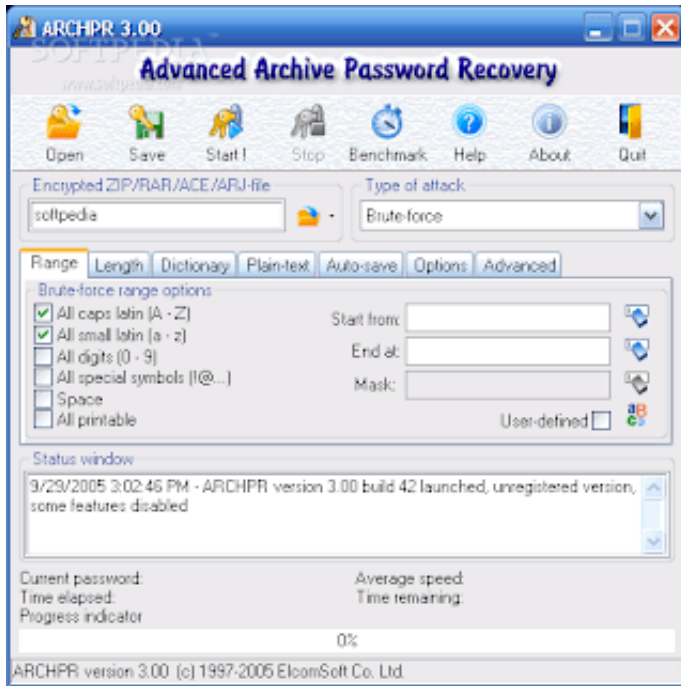 ARCHPR 3.00
SOFTPEDIA
www.softpedia.com
Advanced Archive Password Recovery
Open Save Start! Stop Benchmark Help About Quit
Encrypted ZIP/RAR/ACE/ARJ-file Type of attack
softpedia Brute-force
Range Length Dictionary Plain-text Auto-save Options Advanced
Brute-force range options
All caps latin (A - Z)
All small latin (a - z)
All digits (0 - 9)
All special symbols (!@...)
Space
All printable
Start from:
End at:
Mask:
User-defined
Status window
9/29/2005 3:02:46 PM - ARCHPR version 3.00 build 42 launched, unregistered version,
some features disabled
Current password: Average speed:
Time elapsed: Time remaining:
Progress indicator
0%
ARCHPR version 3.00 (c) 1997-2005 ElcomSoft Co. Ltd.